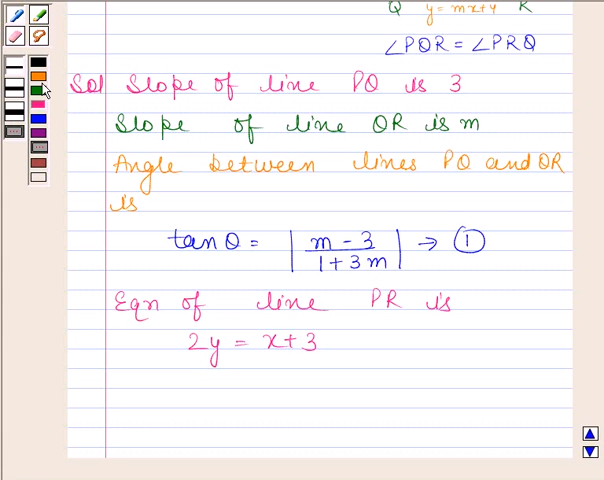 Q y = mx+4 R
∠PQR = ∠PRQ
Sol Slope of line PQ is 3
Slope of line QR is m
Angle between lines PQ and QR
is
tan θ = | (m - 3) / (1 + 3m) | → ①
Eqn of line PR is
2y = x + 3